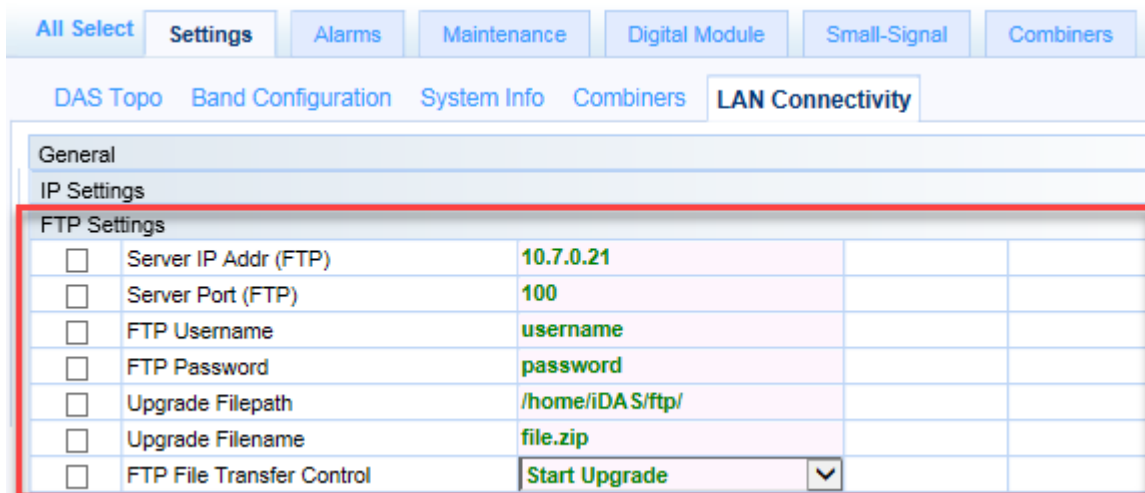 All Select Settings Alarms Maintenance Digital Module Small-Signal Combiners
DAS Topo Band Configuration System Info Combiners LAN Connectivity
General
IP Settings
FTP Settings
Server IP Addr (FTP) 10.7.0.21
Server Port (FTP) 100
FTP Username username
FTP Password password
Upgrade Filepath /home/iDAS/ftp/
Upgrade Filename file.zip
FTP File Transfer Control Start Upgrade